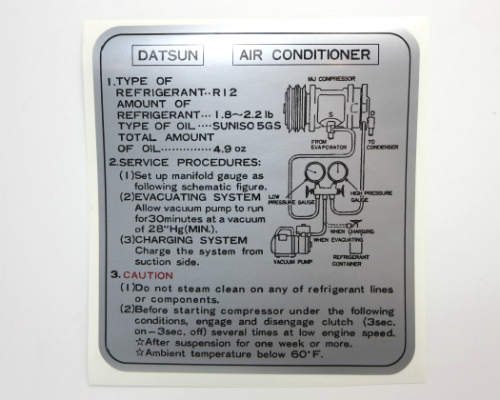 DATSUN AIR CONDITIONER
1. TYPE OF
REFRIGERANT··R12
AMOUNT OF
REFRIGERANT···1.8~2.2 lb
TYPE OF OIL····SUNISO 5GS
TOTAL AMOUNT
OF OIL··············4.9 oz
2. SERVICE PROCEDURES:
(1)Set up manifold gauge as
following schematic figure.
(2)EVACUATING SYSTEM
Allow vacuum pump to run
for30minutes at a vacuum
of 28"Hg(MIN.).
(3)CHARGING SYSTEM
Charge the system from
suction side.
MJ COMPRESSOR
S
D
FROM
EVAPORATOR
TO
CONDENSER
LOW
PRESSURE GAUGE
HIGH PRESSURE
GAUGE
WHEN CHARGING
WHEN EVACUATING
VACUUM PUMP
REFRIGERANT
CONTAINER
3. CAUTION
(1)Do not steam clean on any of refrigerant lines
or components.
(2)Before starting compressor under the following
conditions, engage and disengage clutch (3sec.
on–3sec. off) several times at low engine speed.
☆After suspension for one week or more.
☆Ambient temperature below 60°F.